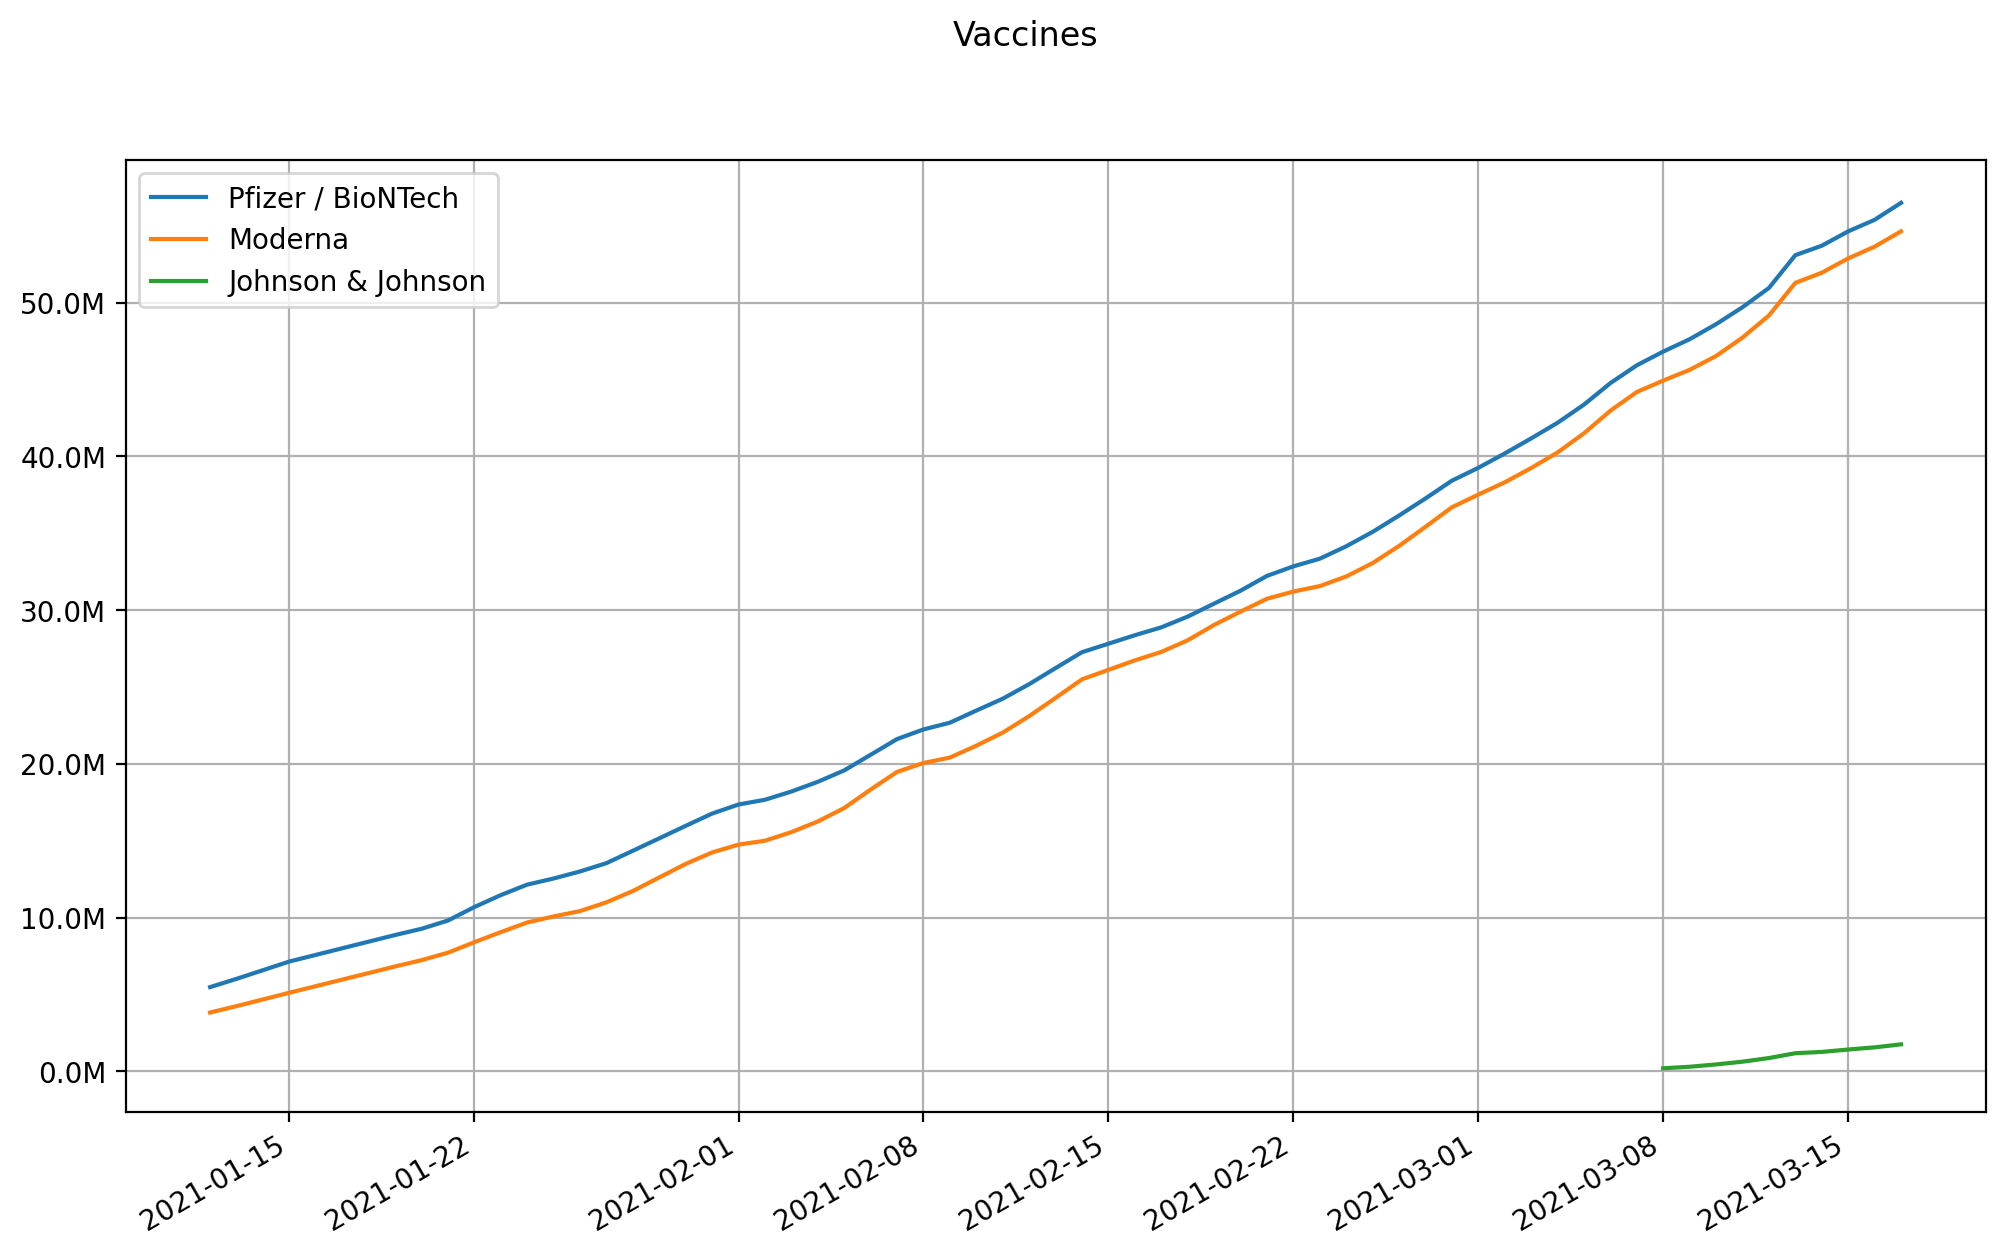 Vaccines
Pfizer / BioNTech
Moderna
Johnson & Johnson
50.0M
40.0M
30.0M
20.0M
10.0M
0.0M
2021-01-15
2021-01-22
2021-02-01
2021-02-08
2021-02-15
2021-02-22
2021-03-01
2021-03-08
2021-03-15